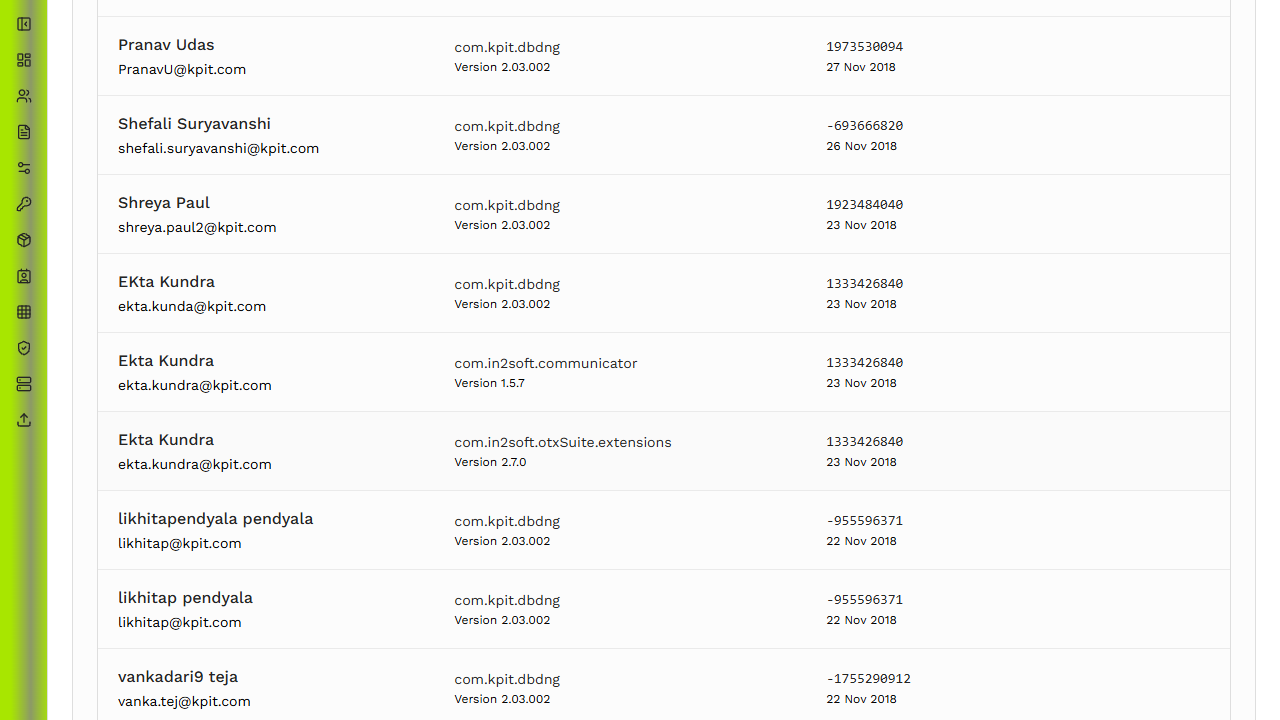 Pranav Udas
PranavU@kpit.com
com.kpit.dbdng
Version 2.03.002
1973530094
27 Nov 2018
Shefali Suryavanshi
shefali.suryavanshi@kpit.com
com.kpit.dbdng
Version 2.03.002
-693666820
26 Nov 2018
Shreya Paul
shreya.paul2@kpit.com
com.kpit.dbdng
Version 2.03.002
1923484040
23 Nov 2018
EKta Kundra
ekta.kunda@kpit.com
com.kpit.dbdng
Version 2.03.002
1333426840
23 Nov 2018
Ekta Kundra
ekta.kundra@kpit.com
com.in2soft.communicator
Version 1.5.7
1333426840
23 Nov 2018
Ekta Kundra
ekta.kundra@kpit.com
com.in2soft.otxSuite.extensions
Version 2.7.0
1333426840
23 Nov 2018
likhitapendyala pendyala
likhitap@kpit.com
com.kpit.dbdng
Version 2.03.002
-955596371
22 Nov 2018
likhitap pendyala
likhitap@kpit.com
com.kpit.dbdng
Version 2.03.002
-955596371
22 Nov 2018
vankadari9 teja
vanka.tej@kpit.com
com.kpit.dbdng
Version 2.03.002
-1755290912
22 Nov 2018